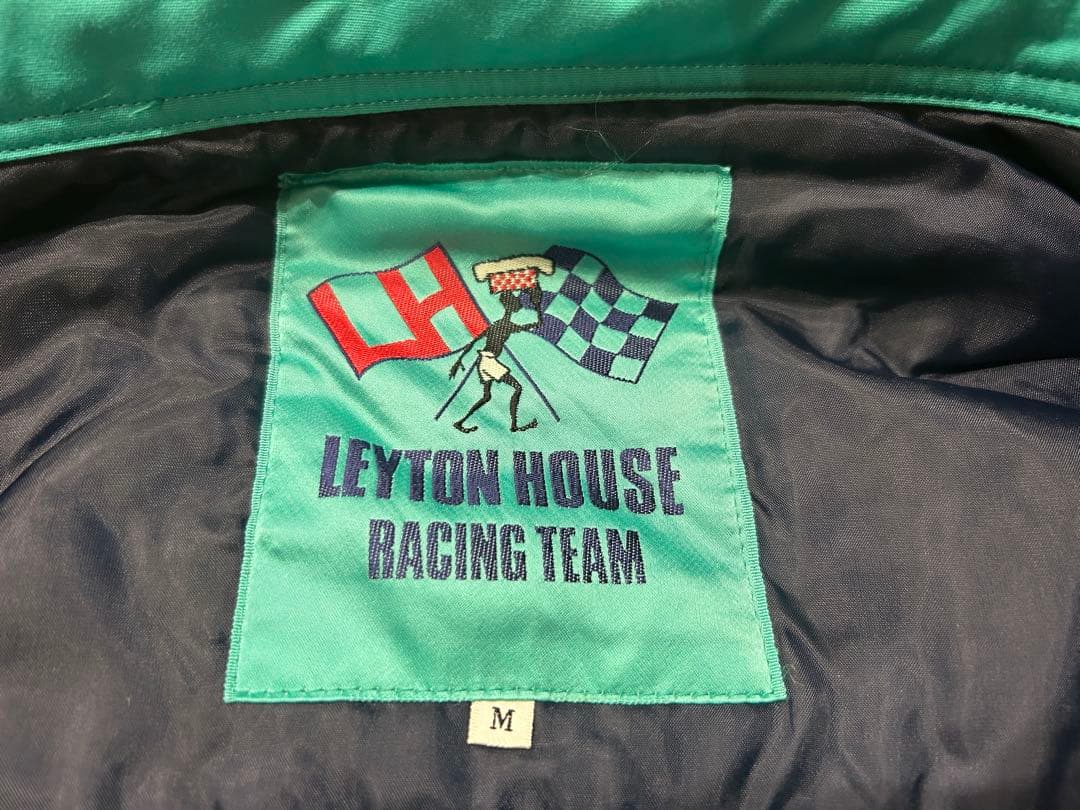 LH
LEYTON HOUSE
RACING TEAM
M